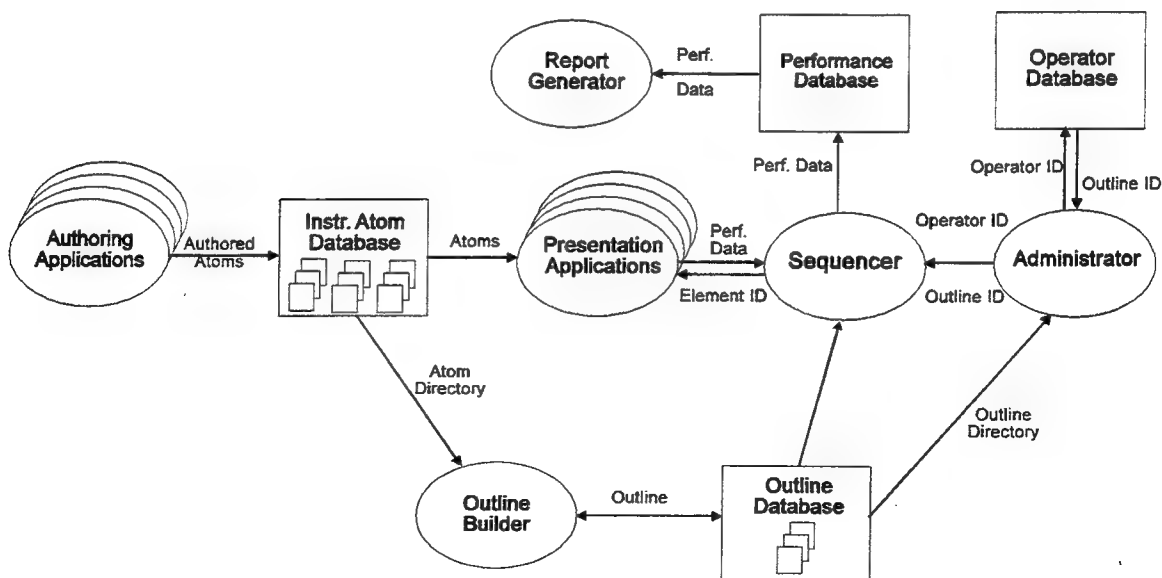 Report
Generator
Perf.
Data
Performance
Database
Operator
Database
Perf. Data
Operator ID
Outline ID
Authoring
Applications
Authored
Atoms
Instr. Atom
Database
Atoms
Presentation
Applications
Perf.
Data
Element ID
Sequencer
Operator ID
Outline ID
Administrator
Atom
Directory
Outline
Directory
Outline
Builder
Outline
Outline
Database